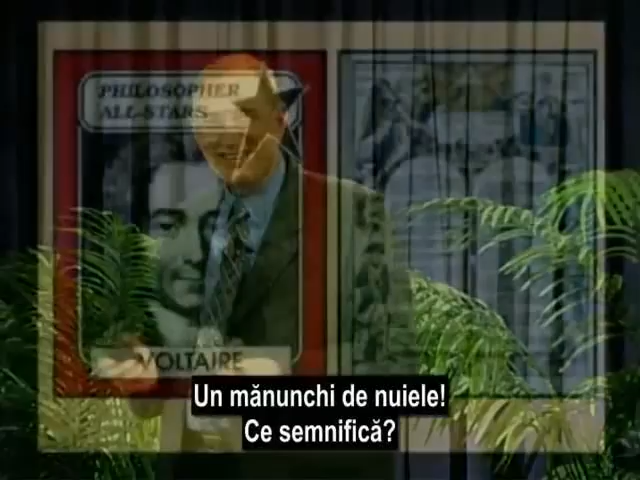 PHILOSOPHER
ALL-STARS
VOLTAIRE
Un mănunchi de nuiele!
Ce semnifică?